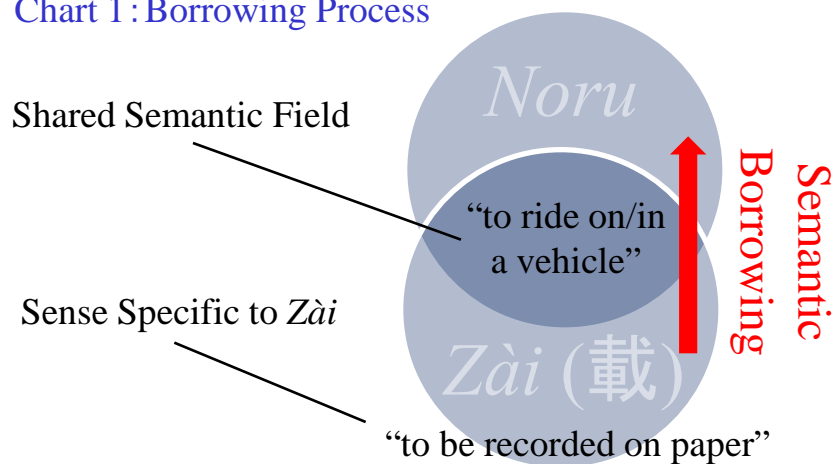 Chart 1:Borrowing Process
Noru
Shared Semantic Field
“to ride on/in
a vehicle”
Semantic
Borrowing
Sense Specific to Zài
Zài (載)
“to be recorded on paper”